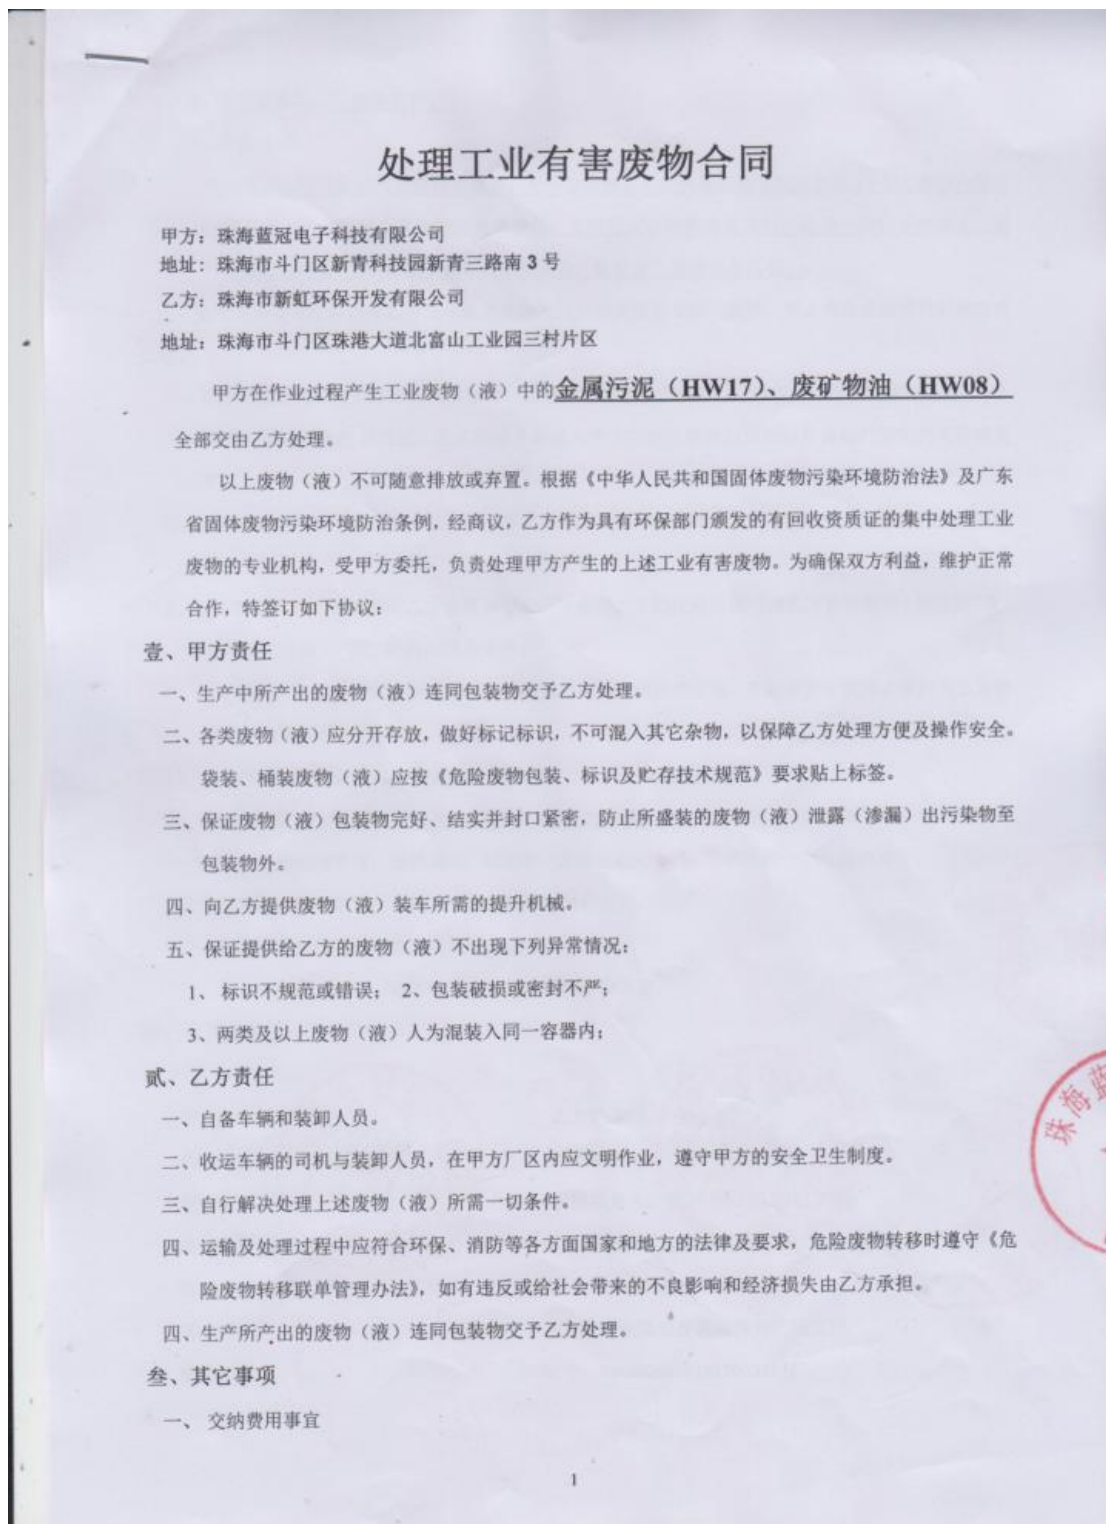 处理工业有害废物合同
甲方：珠海蓝冠电子科技有限公司
地址：珠海市斗门区新青科技园新青三路南 3 号
乙方：珠海市新虹环保开发有限公司
地址：珠海市斗门区珠港大道北富山工业园三村片区
甲方在作业过程产生工业废物（液）中的金属污泥（HW17）、废矿物油（HW08）
全部交由乙方处理。
以上废物（液）不可随意排放或弃置。根据《中华人民共和国固体废物污染环境防治法》及广东
省固体废物污染环境防治条例，经商议，乙方作为具有环保部门颁发的有回收资质证的集中处理工业
废物的专业机构，受甲方委托，负责处理甲方产生的上述工业有害废物。为确保双方利益，维护正常
合作，特签订如下协议：
壹、甲方责任
一、生产中所产出的废物（液）连同包装物交予乙方处理。
二、各类废物（液）应分开存放，做好标记标识，不可混入其它杂物，以保障乙方处理方便及操作安全。
袋装、桶装废物（液）应按《危险废物包装、标识及贮存技术规范》要求贴上标签。
三、保证废物（液）包装物完好、结实并封口紧密，防止所盛装的废物（液）泄露（渗漏）出污染物至
包装物外。
四、向乙方提供废物（液）装车所需的提升机械。
五、保证提供给乙方的废物（液）不出现下列异常情况：
1、 标识不规范或错误； 2、包装破损或密封不严；
3、两类及以上废物（液）人为混装入同一容器内；
贰、乙方责任
一、自备车辆和装卸人员。
二、收运车辆的司机与装卸人员，在甲方厂区内应文明作业，遵守甲方的安全卫生制度。
三、自行解决处理上述废物（液）所需一切条件。
四、运输及处理过程中应符合环保、消防等各方面国家和地方的法律及要求，危险废物转移时遵守《危
险废物转移联单管理办法》，如有违反或给社会带来的不良影响和经济损失由乙方承担。
四、生产所产出的废物（液）连同包装物交予乙方处理。
叁、其它事项
一、 交纳费用事宜
1
珠海蓝